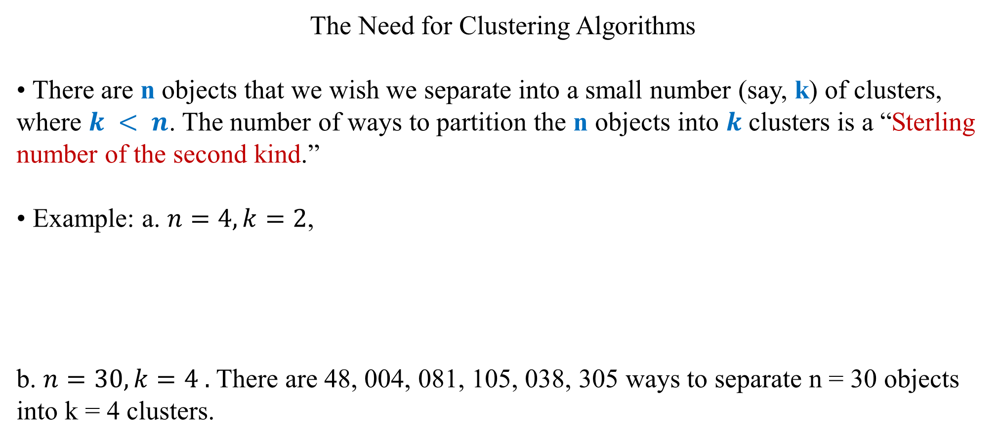 The Need for Clustering Algorithms
• There are n objects that we wish we separate into a small number (say, k) of clusters,
where k < n. The number of ways to partition the n objects into k clusters is a “Sterling
number of the second kind.”
• Example: a. n = 4, k = 2,
b. n = 30, k = 4 . There are 48, 004, 081, 105, 038, 305 ways to separate n = 30 objects
into k = 4 clusters.